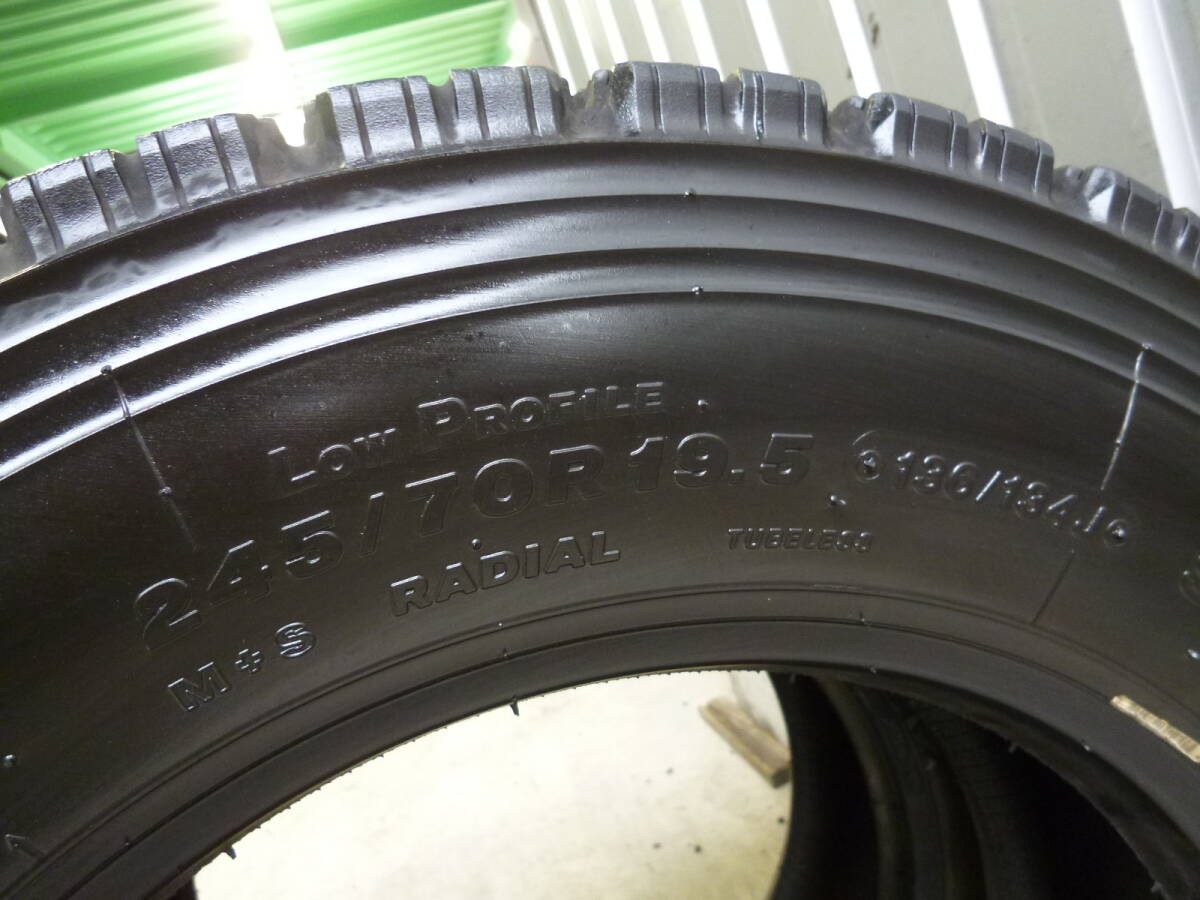 LOW PROFILE
245/70R19.5 136/134J
M+S RADIAL TUBELESS